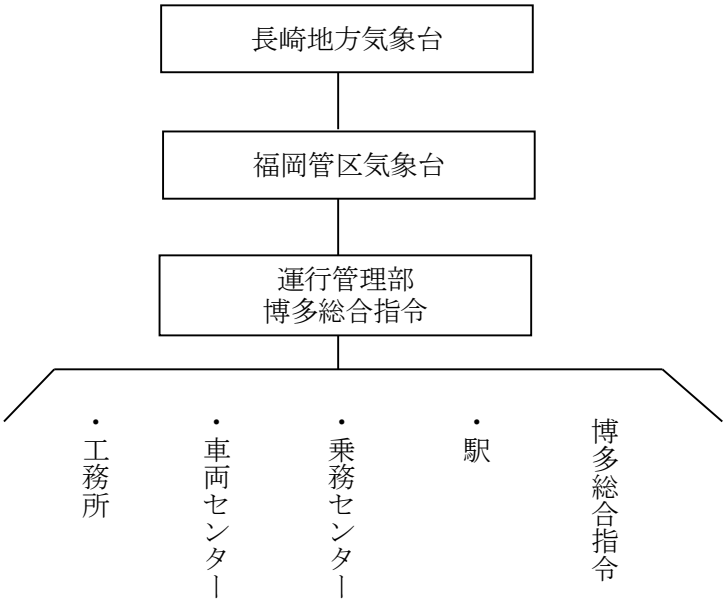 長崎地方気象台
福岡管区気象台
運行管理部
博多総合指令
博多総合指令
・駅
・乗務センター
・車両センター
・工務所